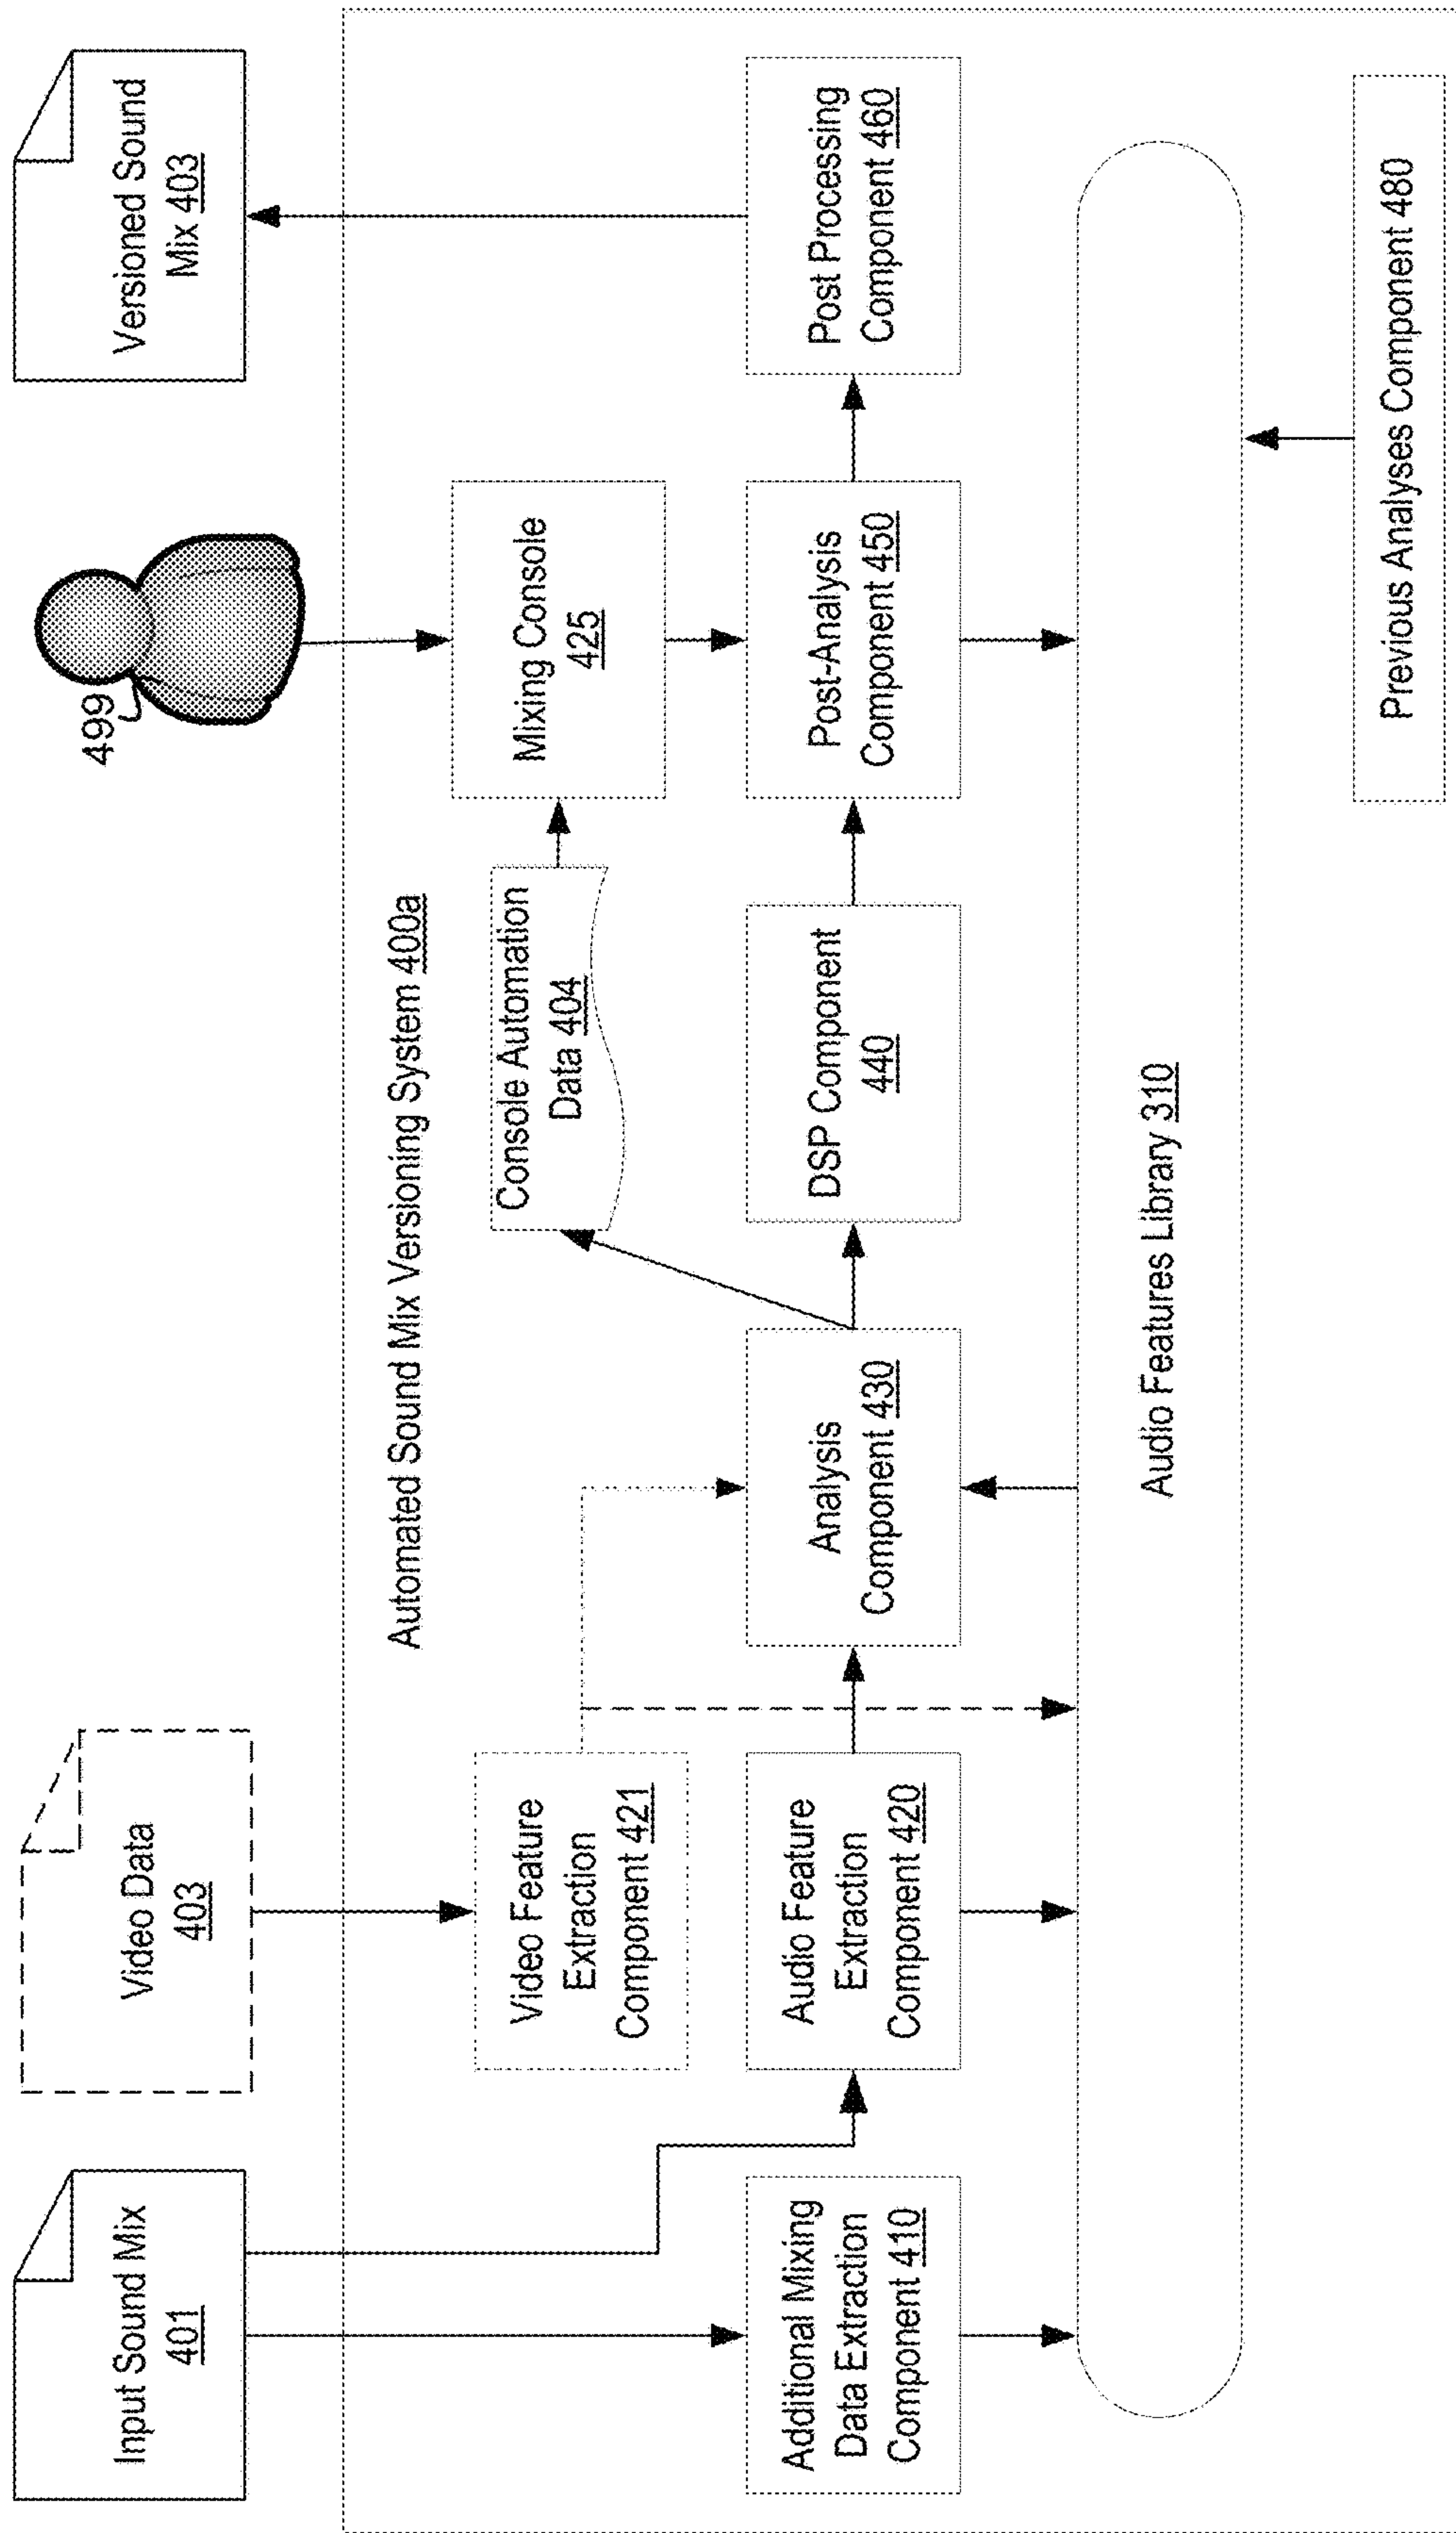 Input Sound Mix
401
Video Data
403
499
Versioned Sound
Mix 403
Automated Sound Mix Versioning System 400a
Video Feature
Extraction
Component 421
Console Automation
Data 404
Mixing Console
425
Additional Mixing
Data Extraction
Component 410
Audio Feature
Extraction
Component 420
Analysis
Component 430
DSP Component
440
Post-Analysis
Component 450
Post Processing
Component 460
Audio Features Library 310
Previous Analyses Component 480